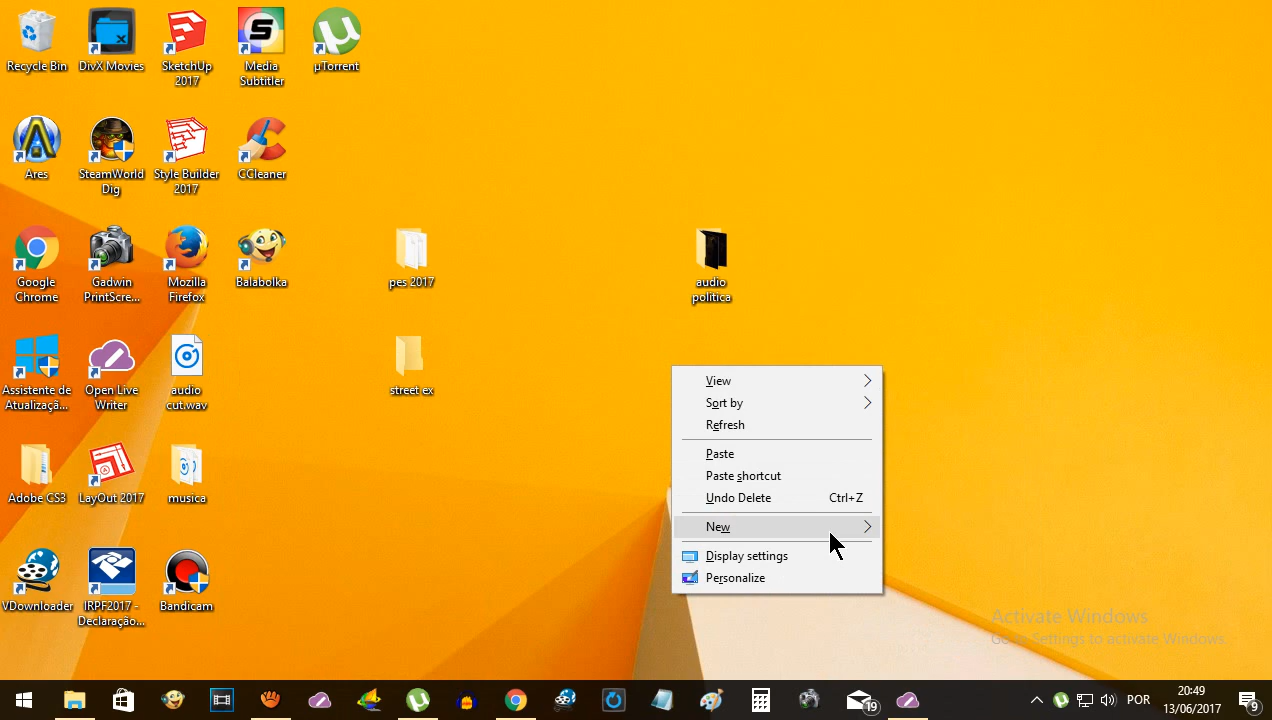 Recycle Bin
DivX Movies
SketchUp
2017
Media
Subtitler
µTorrent
Ares
SteamWorld
Dig
Style Builder
2017
CCleaner
Google
Chrome
Gadwin
PrintScre...
Mozilla
Firefox
Balabolka
pes 2017
audio
politica
Assistente de
Atualizaçã...
Open Live
Writer
audio
cut.wav
street ex
Adobe CS3
LayOut 2017
musica
VDownloader
IRPF2017 -
Declaração...
Bandicam
View
Sort by
Refresh
Paste
Paste shortcut
Undo Delete Ctrl+Z
New
Display settings
Personalize
Activate Windows
Go to Settings to activate Windows.
19
POR
20:49
13/06/2017
9